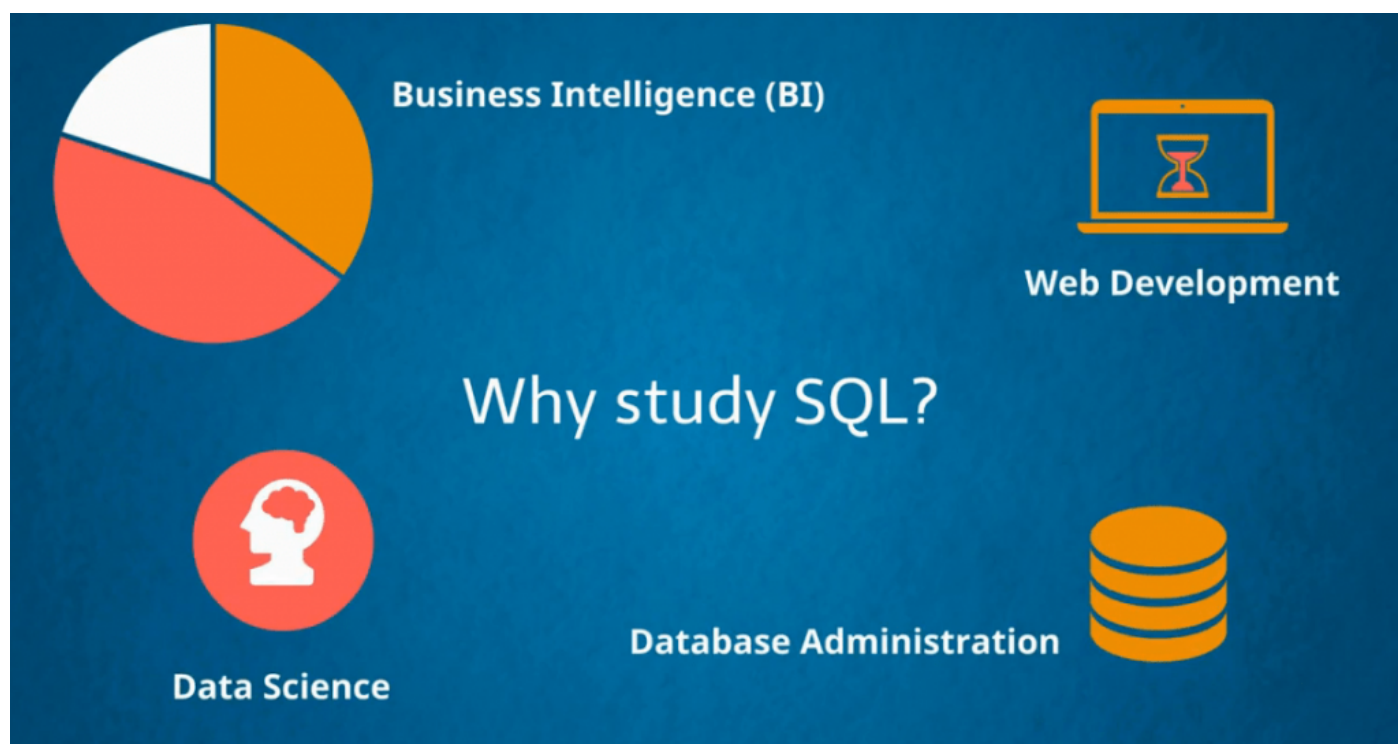 Business Intelligence (BI)
Web Development
Why study SQL?
Database Administration
Data Science